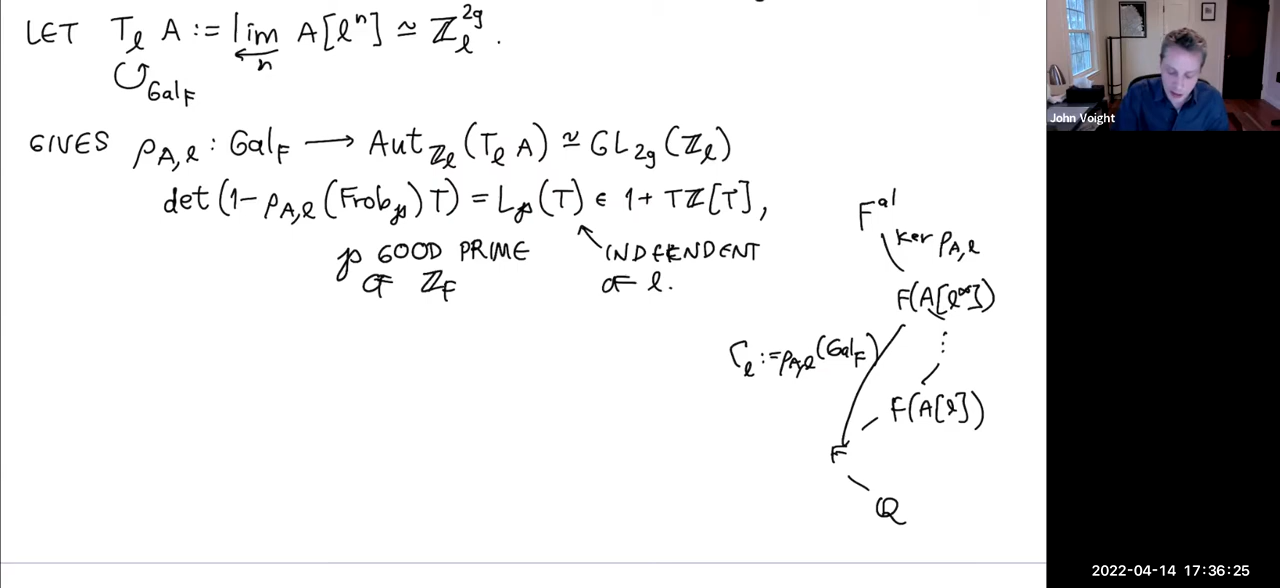 LET T_ℓ A := lim_{←n} A[ℓ^n] ≃ ℤ_ℓ^{2g}.
↺ Gal_F
GIVES ρ_{A,ℓ} : Gal_F ⟶ Aut_{ℤ_ℓ}(T_ℓ A) ≃ GL_{2g}(ℤ_ℓ)
det(1-ρ_{A,ℓ}(Frob_𝔭)T) = L_𝔭(T) ∈ 1+Tℤ[T],
𝔭 GOOD PRIME
OF ℤ_F
INDEPENDENT
OF ℓ.
F^{al}
ker ρ_{A,ℓ}
F(A[ℓ^∞])
Γ_ℓ := ρ_{A,ℓ}(Gal_F)
⋮
F(A[ℓ])
F
ℚ
John Voight
2022-04-14 17:36:25